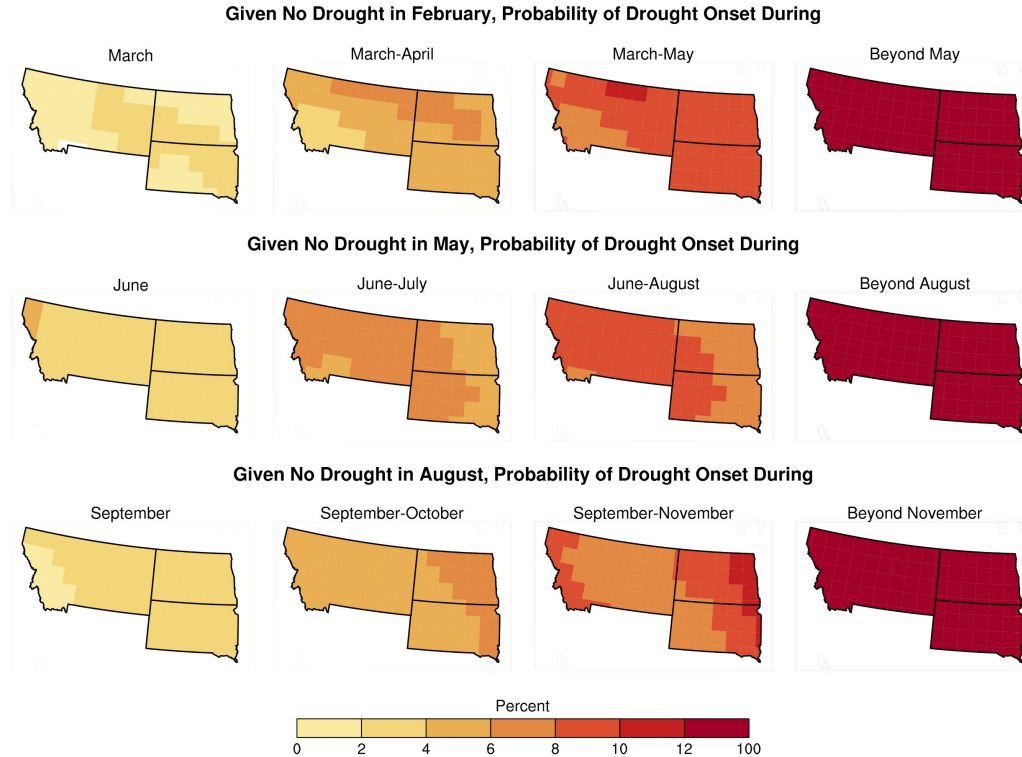 Given No Drought in February, Probability of Drought Onset During
March March-April March-May Beyond May
Given No Drought in May, Probability of Drought Onset During
June June-July June-August Beyond August
Given No Drought in August, Probability of Drought Onset During
September September-October September-November Beyond November
Percent
0 2 4 6 8 10 12 100